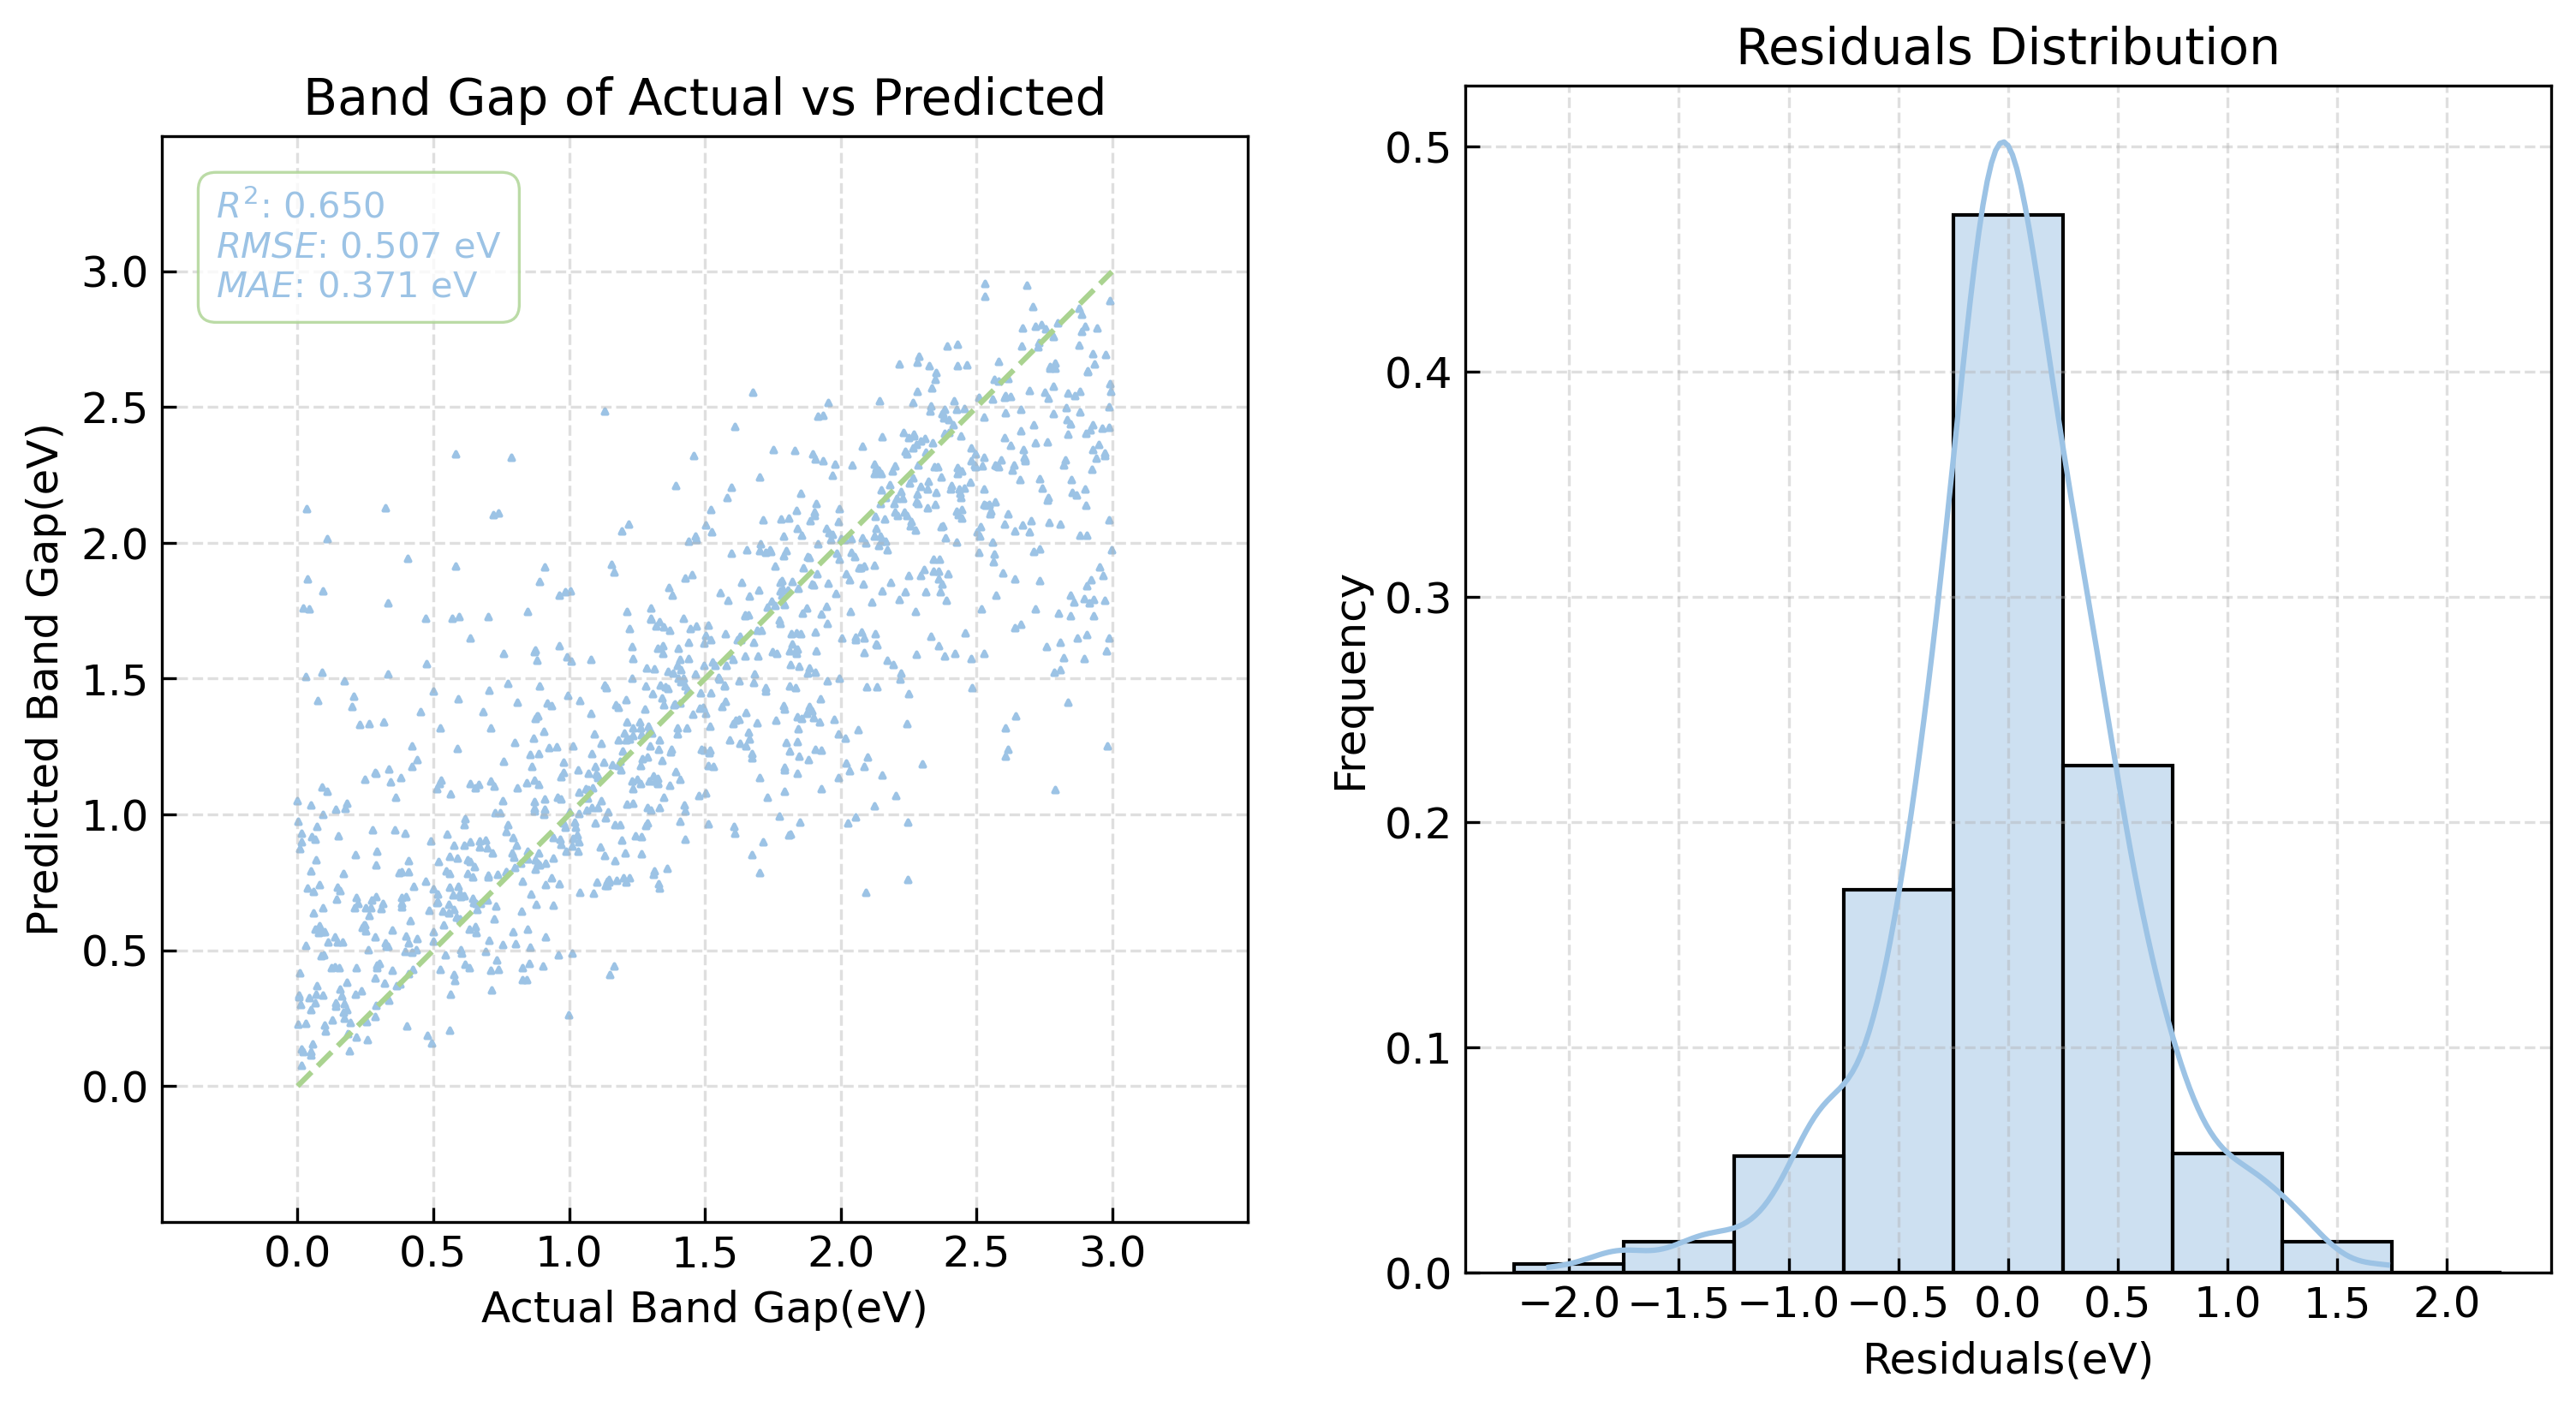 Band Gap of Actual vs Predicted
R²: 0.650
RMSE: 0.507 eV
MAE: 0.371 eV
Predicted Band Gap(eV)
3.0
2.5
2.0
1.5
1.0
0.5
0.0
0.0 0.5 1.0 1.5 2.0 2.5 3.0
Actual Band Gap(eV)
Residuals Distribution
Frequency
0.5
0.4
0.3
0.2
0.1
0.0
−2.0 −1.5 −1.0 −0.5 0.0 0.5 1.0 1.5 2.0
Residuals(eV)